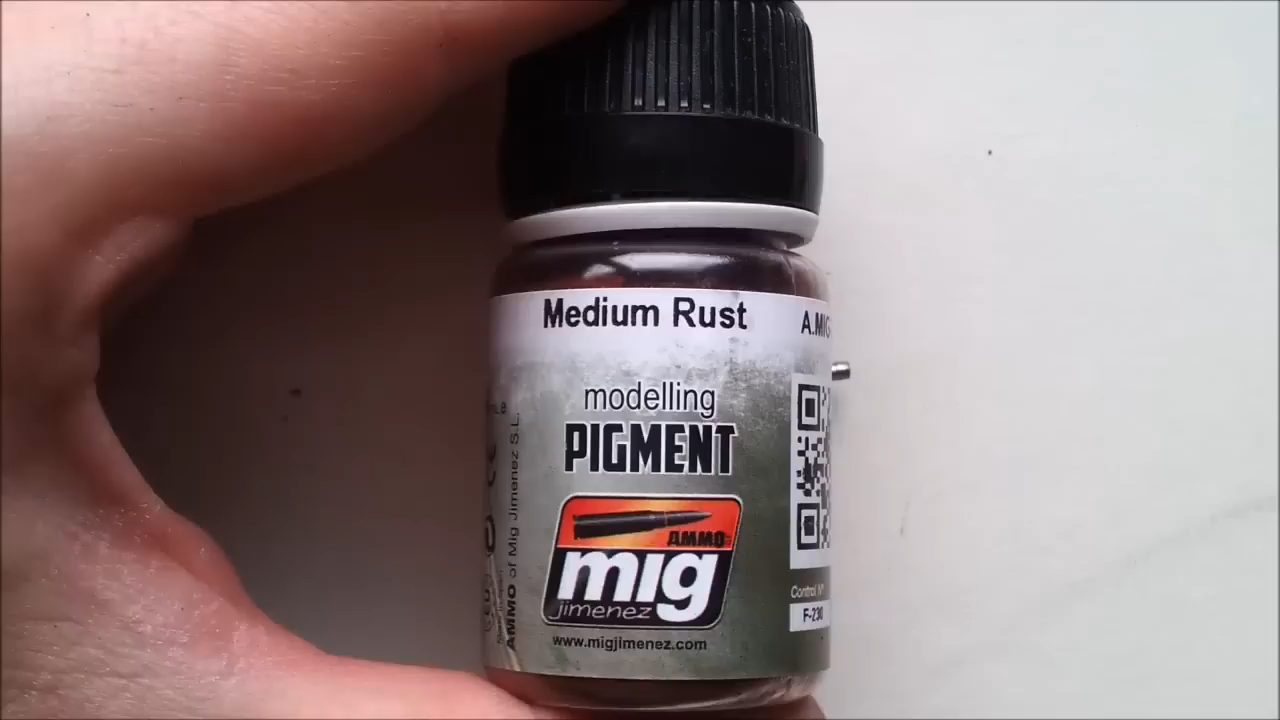 Medium Rust
A.MIG
modelling
PIGMENT
AMMO
mig
jimenez
www.migjimenez.com
AMMO of Mig Jimenez S.L.
Control Nº
F-230